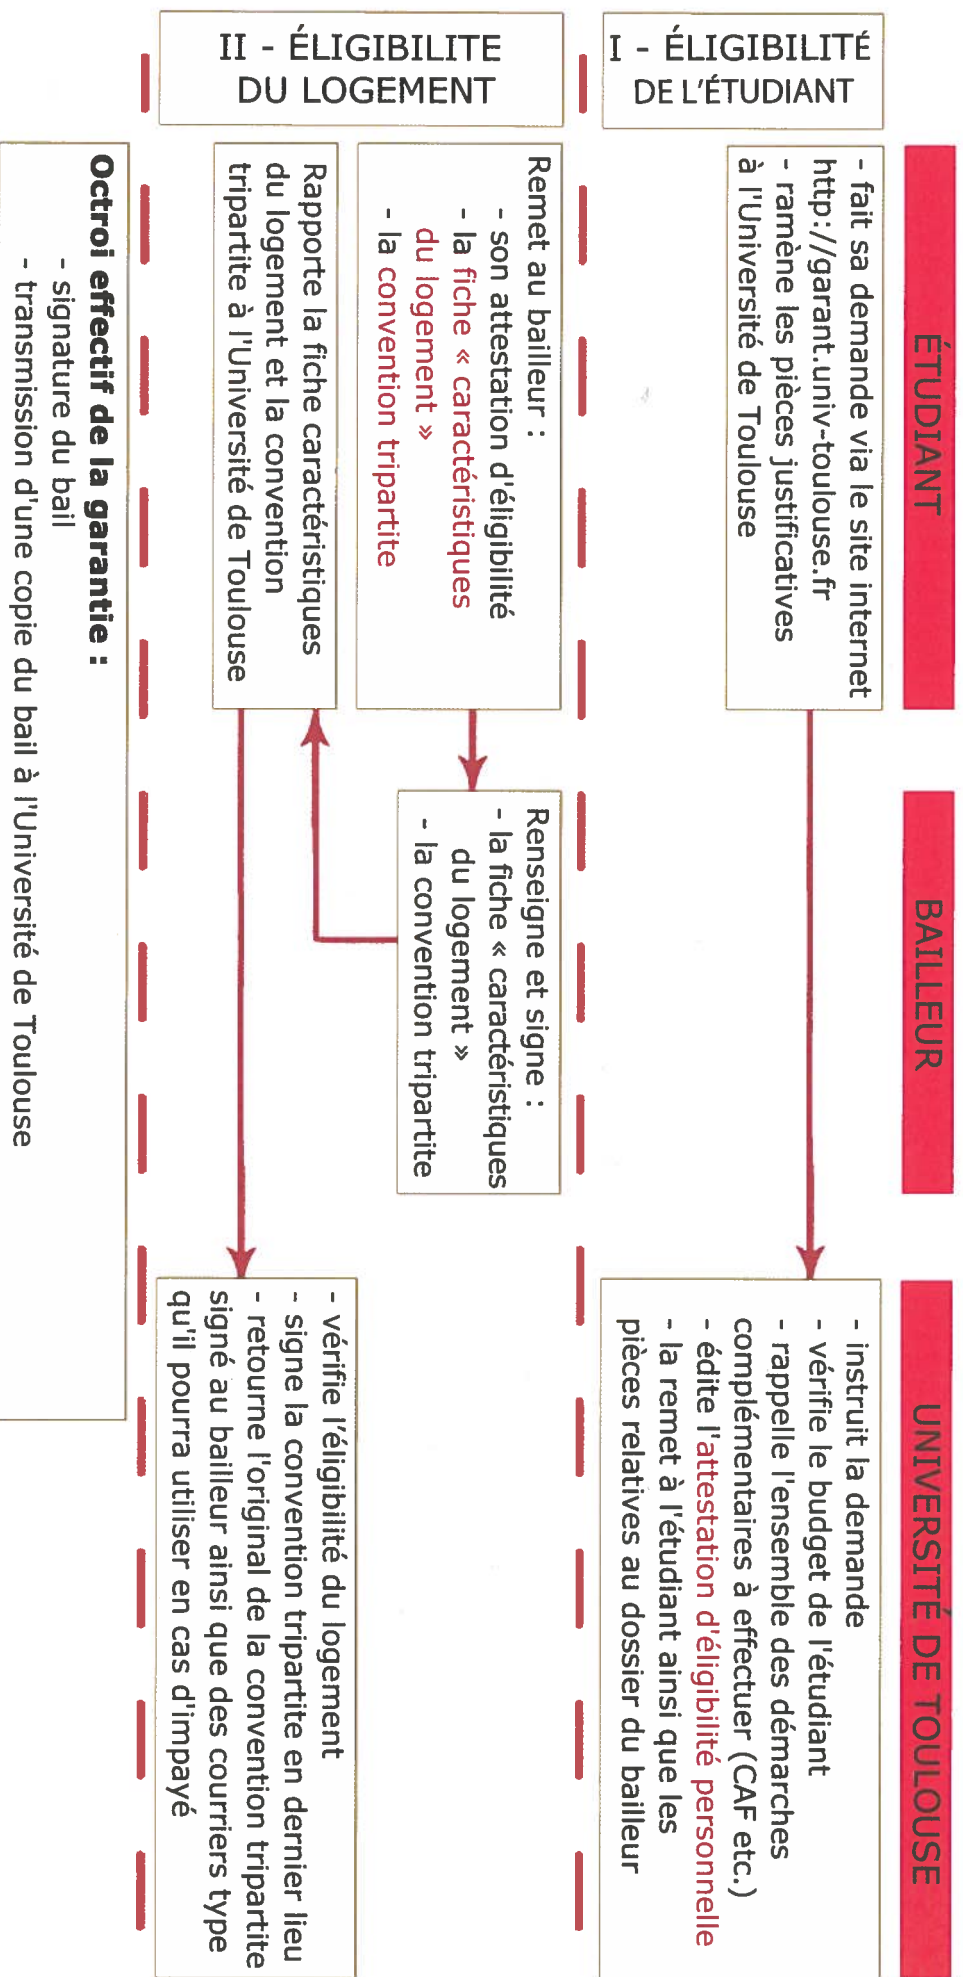 ÉTUDIANT
BAILLEUR
UNIVERSITÉ DE TOULOUSE
I - ÉLIGIBILITÉ
DE L'ÉTUDIANT
- fait sa demande via le site internet
http://garant.univ-toulouse.fr
- ramène les pièces justificatives
à l'Université de Toulouse
- instruit la demande
- vérifie le budget de l'étudiant
- rappelle l'ensemble des démarches
complémentaires à effectuer (CAF etc.)
- édite l'attestation d'éligibilité personnelle
- la remet à l'étudiant ainsi que les
pièces relatives au dossier du bailleur
II - ÉLIGIBILITE
DU LOGEMENT
Remet au bailleur :
- son attestation d'éligibilité
- la fiche « caractéristiques
du logement »
- la convention tripartite
Renseigne et signe :
- la fiche « caractéristiques
du logement »
- la convention tripartite
Rapporte la fiche caractéristiques
du logement et la convention
tripartite à l'Université de Toulouse
- vérifie l'éligibilité du logement
- signe la convention tripartite en dernier lieu
- retourne l'original de la convention tripartite
signé au bailleur ainsi que des courriers type
qu'il pourra utiliser en cas d'impayé
Octroi effectif de la garantie :
- signature du bail
- transmission d'une copie du bail à l'Université de Toulouse